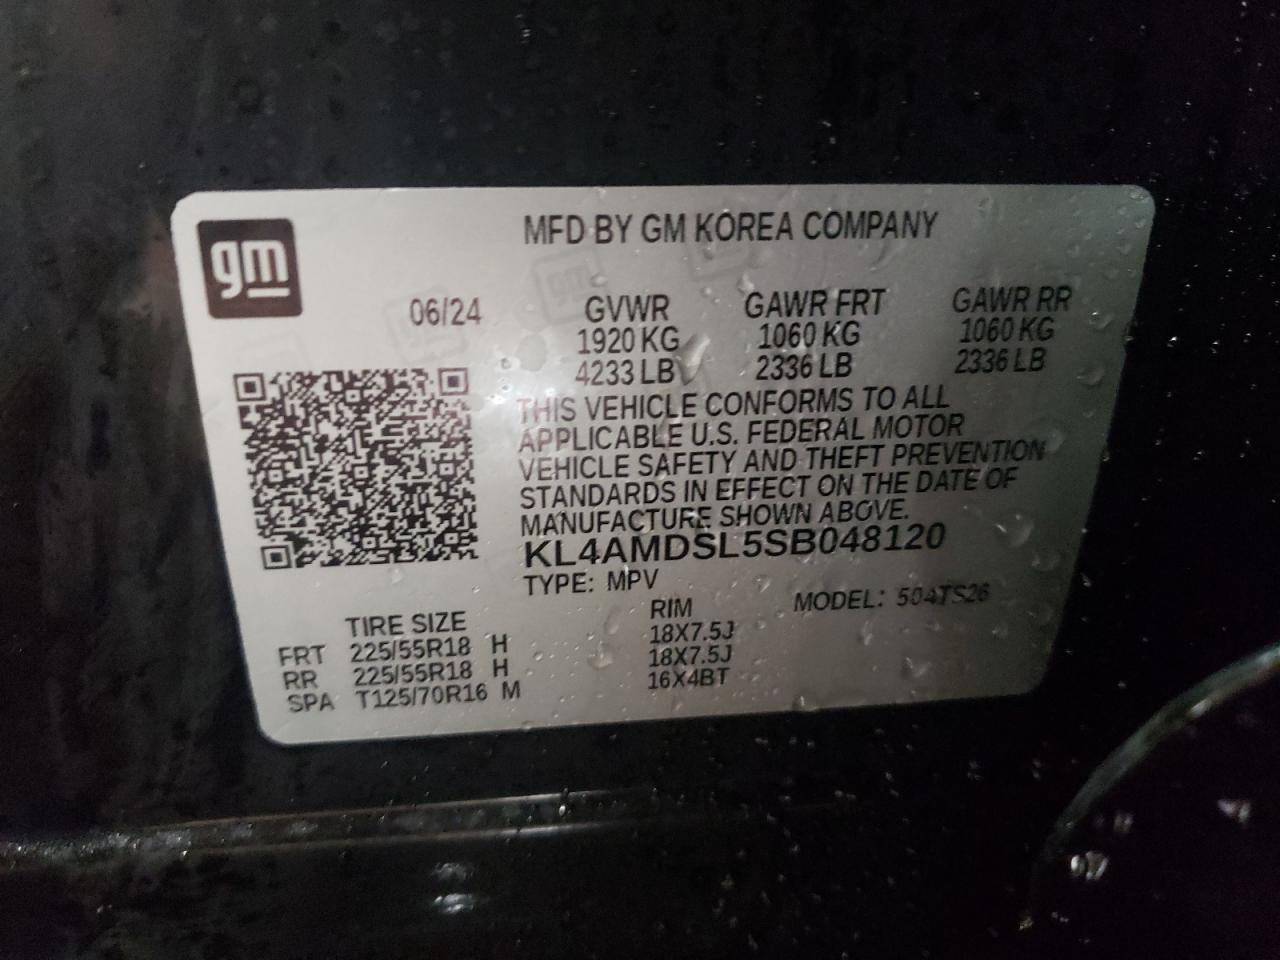 gm
MFD BY GM KOREA COMPANY
06/24 GVWR GAWR FRT GAWR RR
1920 KG 1060 KG 1060 KG
4233 LB 2336 LB 2336 LB
THIS VEHICLE CONFORMS TO ALL
APPLICABLE U.S. FEDERAL MOTOR
VEHICLE SAFETY AND THEFT PREVENTION
STANDARDS IN EFFECT ON THE DATE OF
MANUFACTURE SHOWN ABOVE.
KL4AMDSL5SB048120
TYPE: MPV MODEL: 504TS26
TIRE SIZE RIM
FRT 225/55R18 H 18X7.5J
RR 225/55R18 H 18X7.5J
SPA T125/70R16 M 16X4BT